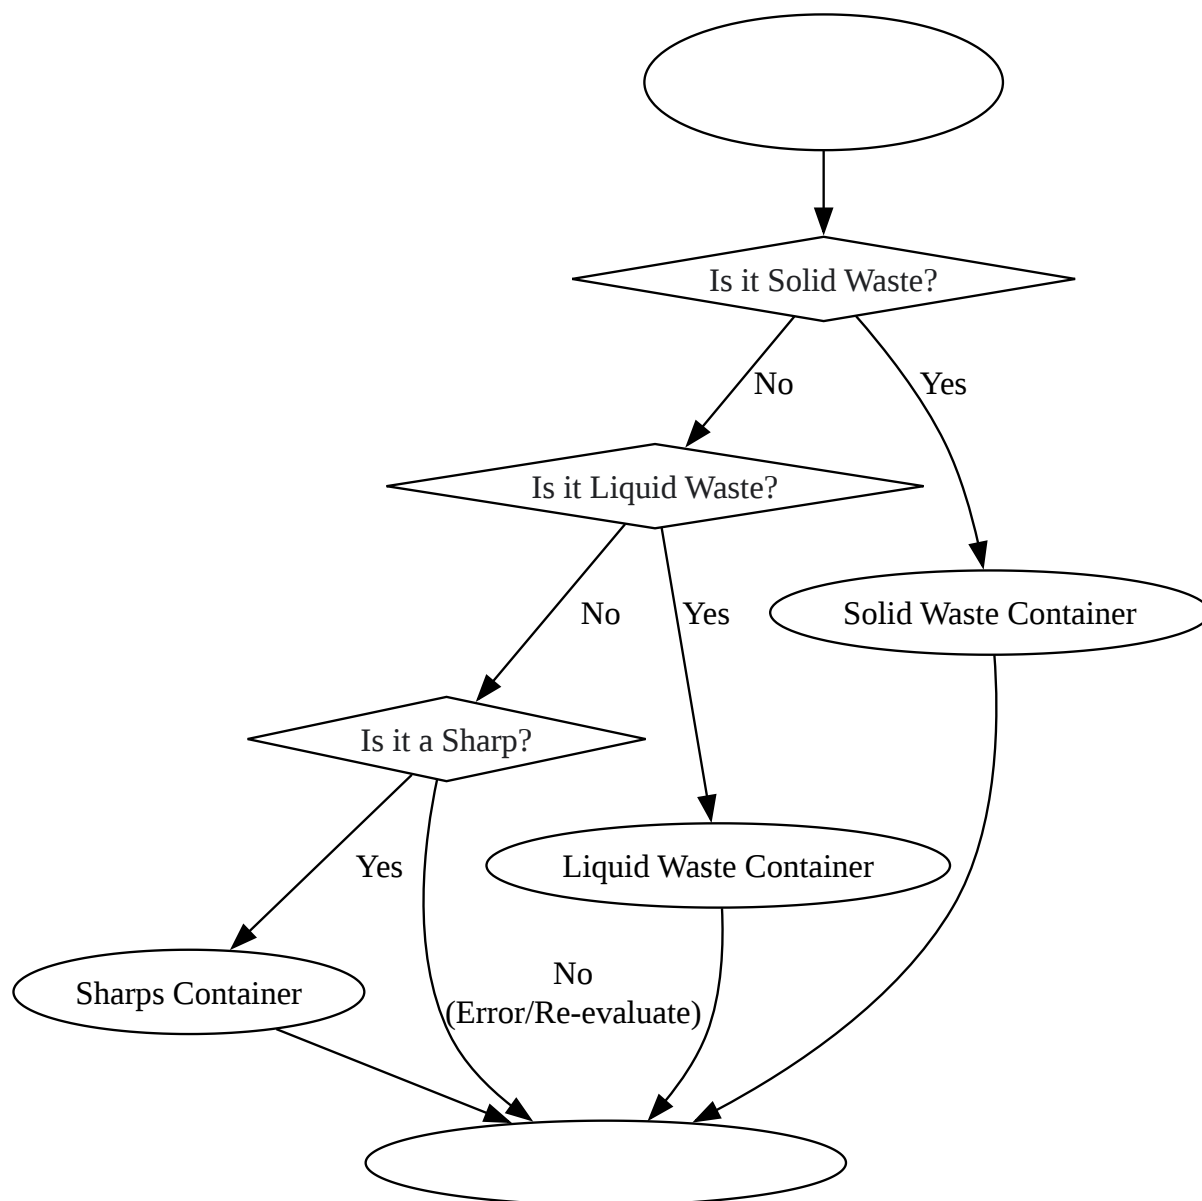 Is it Solid Waste?
No
Yes
Is it Liquid Waste?
No
Yes
Solid Waste Container
Is it a Sharp?
Yes
Liquid Waste Container
No
(Error/Re-evaluate)
Sharps Container